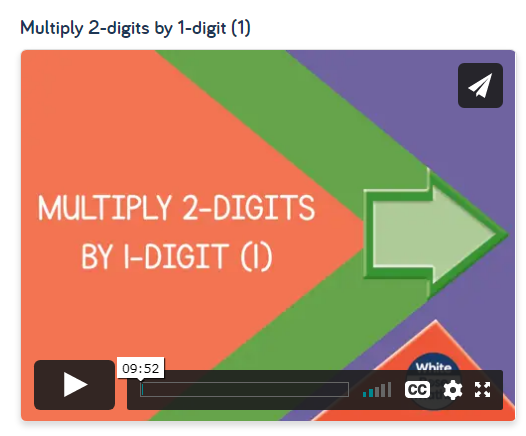 Multiply 2-digits by 1-digit (1)
MULTIPLY 2-DIGITS
BY 1-DIGIT (1)
09:52
White
CC